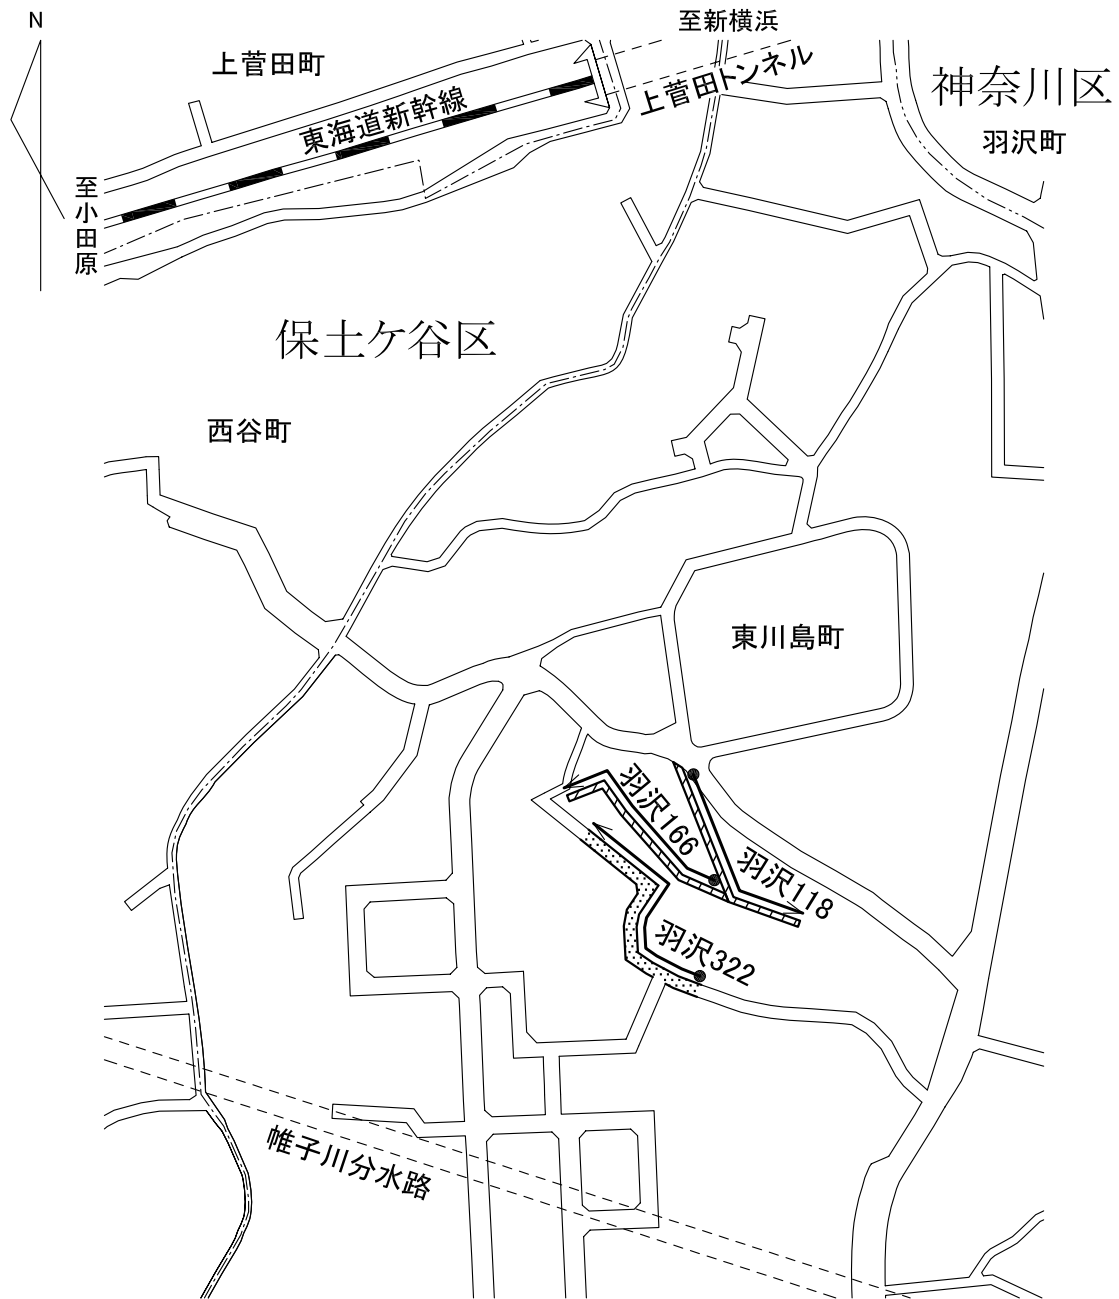 N
至新横浜
上菅田町
上菅田トンネル
神奈川区
東海道新幹線
羽沢町
至小田原
保土ケ谷区
西谷町
東川島町
羽沢166
羽沢118
羽沢322
帷子川分水路